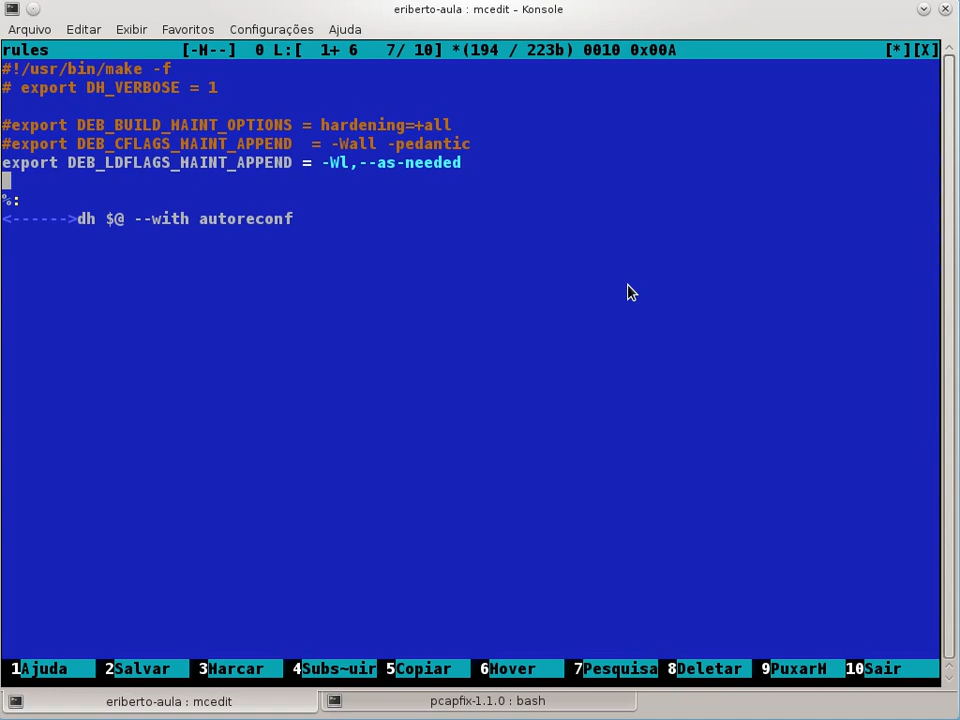 eriberto-aula : mcedit – Konsole
Arquivo Editar Exibir Favoritos Configurações Ajuda
rules [-H--] 0 L:[ 1+ 6 7/ 10] *(194 / 223b) 0010 0x00A [*][X]
#!/usr/bin/make -f
# export DH_VERBOSE = 1
#export DEB_BUILD_MAINT_OPTIONS = hardening=+all
#export DEB_CFLAGS_MAINT_APPEND  = -Wall -pedantic
export DEB_LDFLAGS_MAINT_APPEND = -Wl,--as-needed
%:
<------>dh $@ --with autoreconf
1Ajuda 2Salvar 3Marcar 4Subs~uir 5Copiar 6Mover 7Pesquisa 8Deletar 9PuxarM 10Sair
eriberto-aula : mcedit pcapfix-1.1.0 : bash